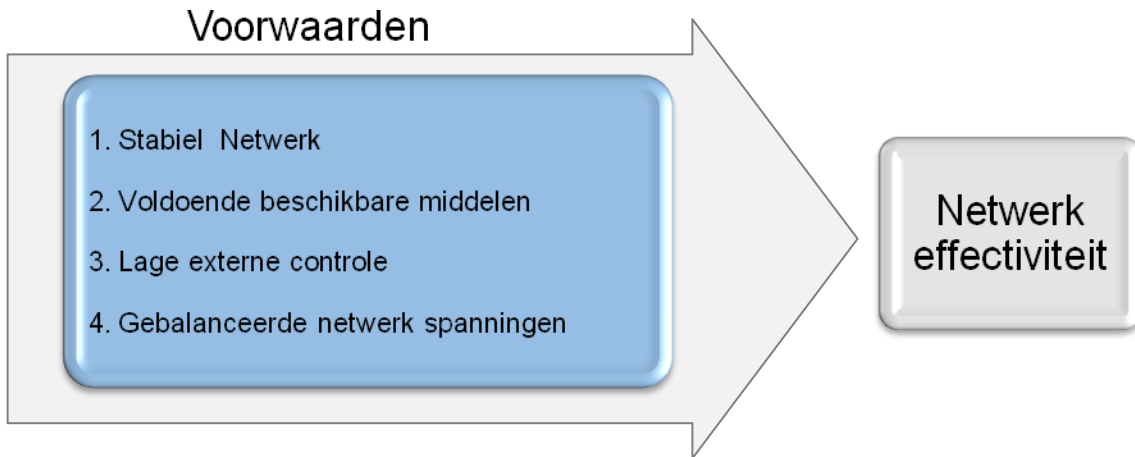 Voorwaarden
1. Stabiel Netwerk
2. Voldoende beschikbare middelen
3. Lage externe controle
4. Gebalanceerde netwerk spanningen
Netwerk
effectiviteit